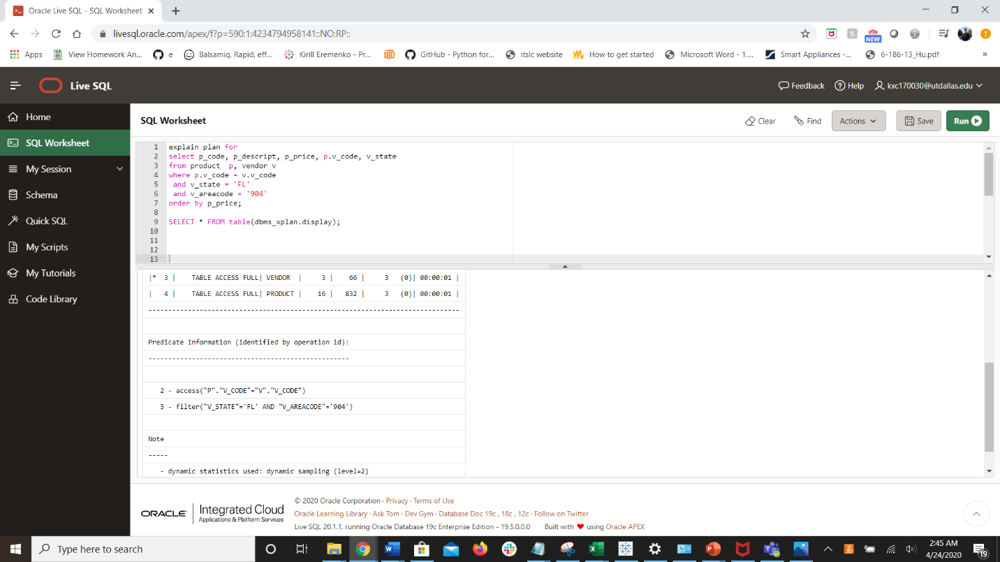 Oracle Live SQL - SQL Worksheet
livesql.oracle.com/apex/f?p=590:1:4234794958141::NO:RP::
NEW
Apps
View Homework An...
e
Balsamiq. Rapid, eff...
Kirill Eremenko - Pr...
GitHub - Python for...
itslc website
How to get started
Microsoft Word - 1....
Smart Appliances -...
6-186-13_Hu.pdf
»
Live SQL
Feedback
Help
kxc170030@utdallas.edu
Home
SQL Worksheet
My Session
Schema
Quick SQL
My Scripts
My Tutorials
Code Library
SQL Worksheet
Clear
Find
Actions
Save
Run
1 explain plan for
2 select p_code, p_descript, p_price, p.v_code, v_state
3 from product  p, vendor v
4 where p.v_code = v.v_code
5  and v_state = 'FL'
6  and v_areacode = '904'
7 order by p_price;
8
9 SELECT * FROM table(dbms_xplan.display);
10
11
12
13
|*  3 |    TABLE ACCESS FULL| VENDOR  |     3 |    66 |     3   (0)| 00:00:01 |
|   4 |    TABLE ACCESS FULL| PRODUCT |    16 |   832 |     3   (0)| 00:00:01 |
-------------------------------------------------------------------------------
Predicate Information (identified by operation id):
---------------------------------------------------
2 - access("P"."V_CODE"="V"."V_CODE")
3 - filter("V_STATE"='FL' AND "V_AREACODE"='904')
Note
-----
- dynamic statistics used: dynamic sampling (level=2)
ORACLE
Integrated Cloud
Applications & Platform Services
© 2020 Oracle Corporation · Privacy · Terms of Use
Oracle Learning Library · Ask Tom · Dev Gym · Database Doc 19c , 18c , 12c · Follow on Twitter
Live SQL 20.1.1, running Oracle Database 19c Enterprise Edition - 19.5.0.0.0 Built with ♥ using Oracle APEX
Type here to search
2:45 AM
4/24/2020
19